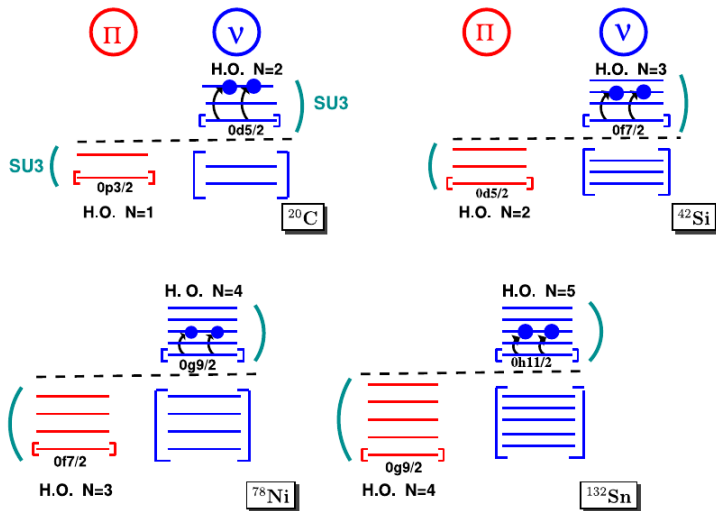 Π
ν
H.O. N=2
SU3
0d5/2
SU3
0p3/2
H.O. N=1
²⁰C
Π
ν
H.O. N=3
0f7/2
0d5/2
H.O. N=2
⁴²Si
H. O. N=4
0g9/2
0f7/2
H.O. N=3
⁷⁸Ni
H.O. N=5
0h11/2
0g9/2
H.O. N=4
¹³²Sn